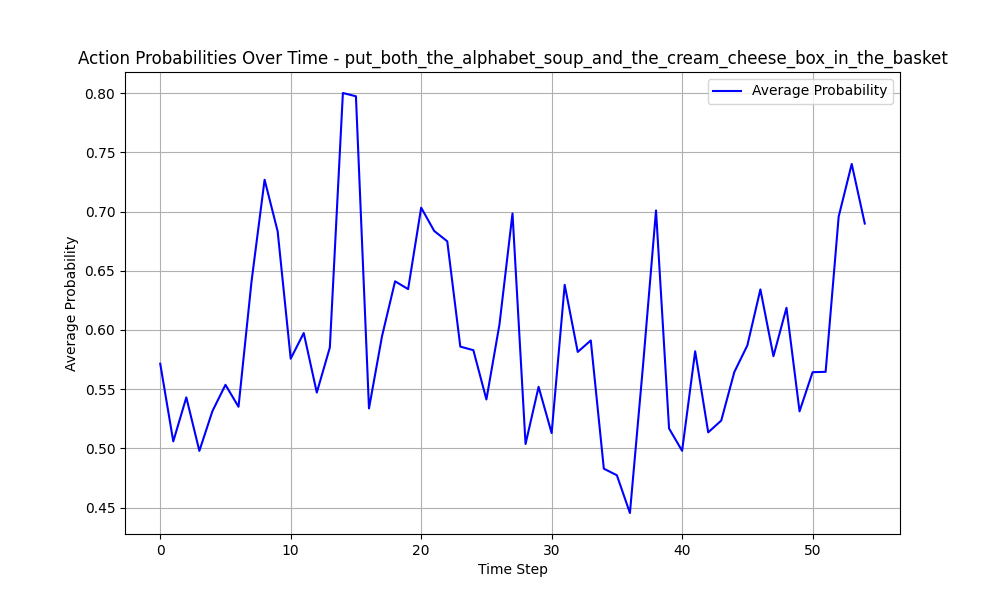 Action Probabilities Over Time - put_both_the_alphabet_soup_and_the_cream_cheese_box_in_the_basket
Average Probability
0.80
0.75
0.70
0.65
0.60
0.55
0.50
0.45
Average Probability
0 10 20 30 40 50
Time Step